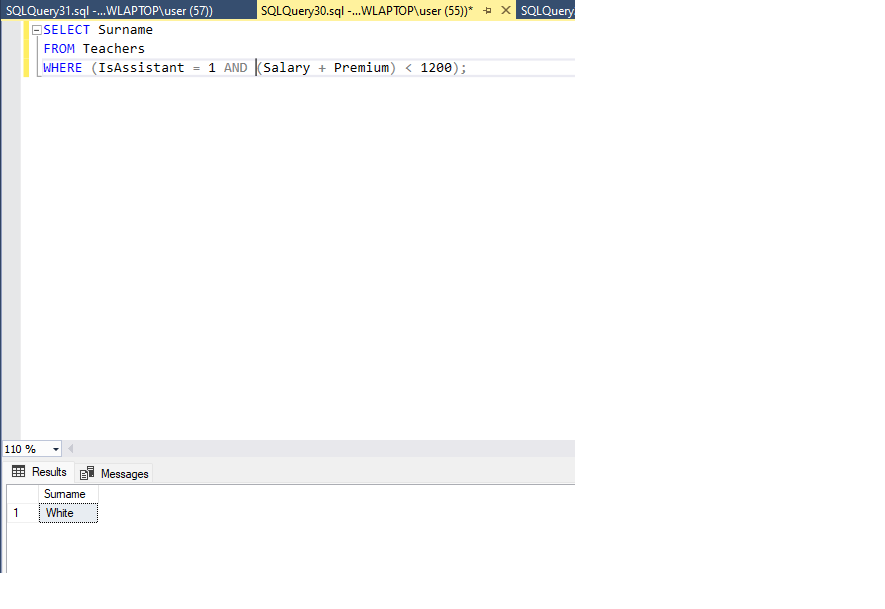 SQLQuery31.sql -...WLAPTOP\user (57)) SQLQuery30.sql -...WLAPTOP\user (55))* SQLQuery
SELECT Surname
FROM Teachers
WHERE (IsAssistant = 1 AND (Salary + Premium) < 1200);
110 %
Results Messages
Surname
1 White